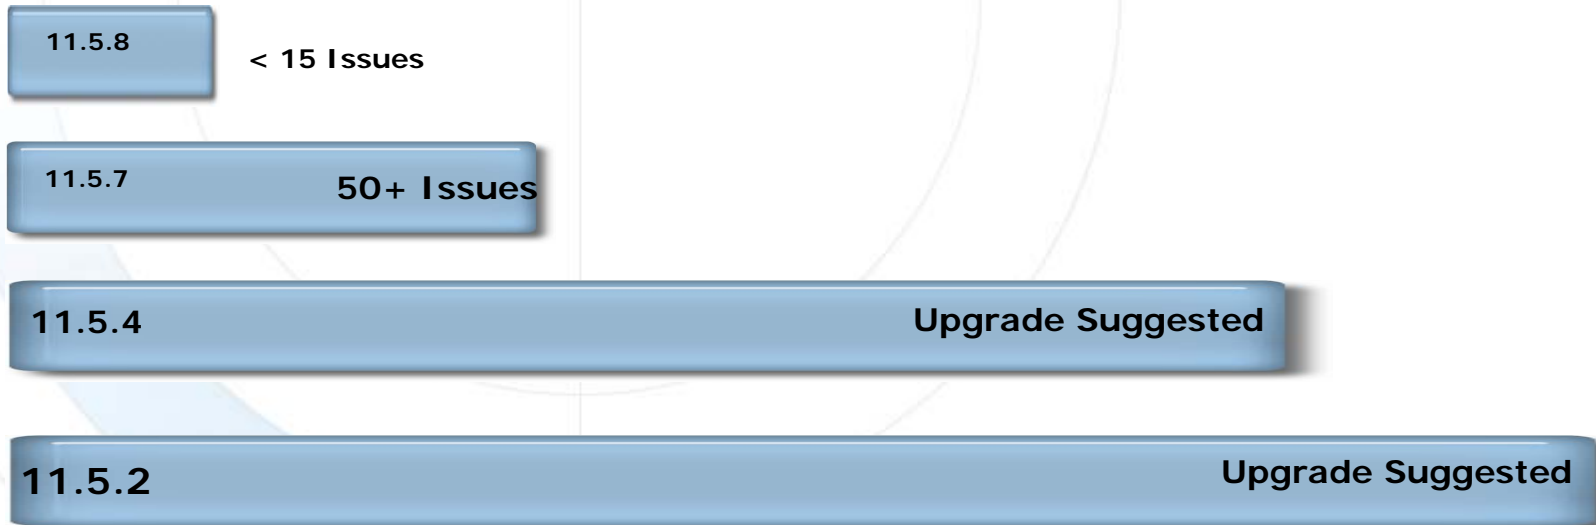 11.5.8
< 15 Issues
11.5.7
50+ Issues
11.5.4
Upgrade Suggested
11.5.2
Upgrade Suggested